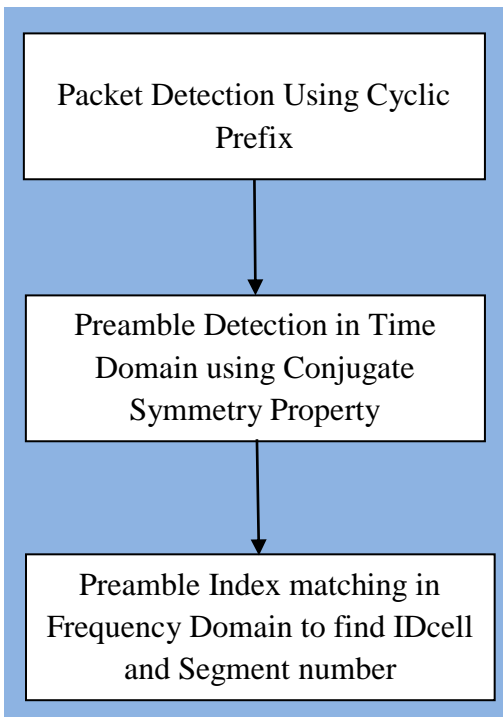 Packet Detection Using Cyclic
Prefix
Preamble Detection in Time
Domain using Conjugate
Symmetry Property
Preamble Index matching in
Frequency Domain to find IDcell
and Segment number